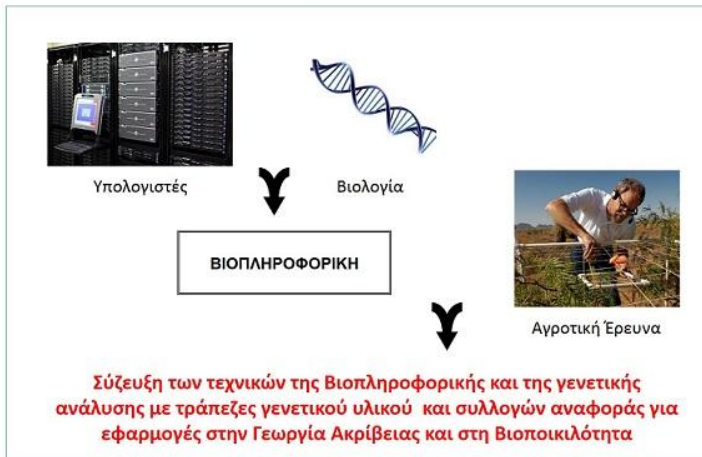 Υπολογιστές
Βιολογία
ΒΙΟΠΛΗΡΟΦΟΡΙΚΗ
Αγροτική Έρευνα
Σύζευξη των τεχνικών της Βιοπληροφορικής και της γενετικής
ανάλυσης με τράπεζες γενετικού υλικού και συλλογών αναφοράς για
εφαρμογές στην Γεωργία Ακρίβειας και στη Βιοποικιλότητα